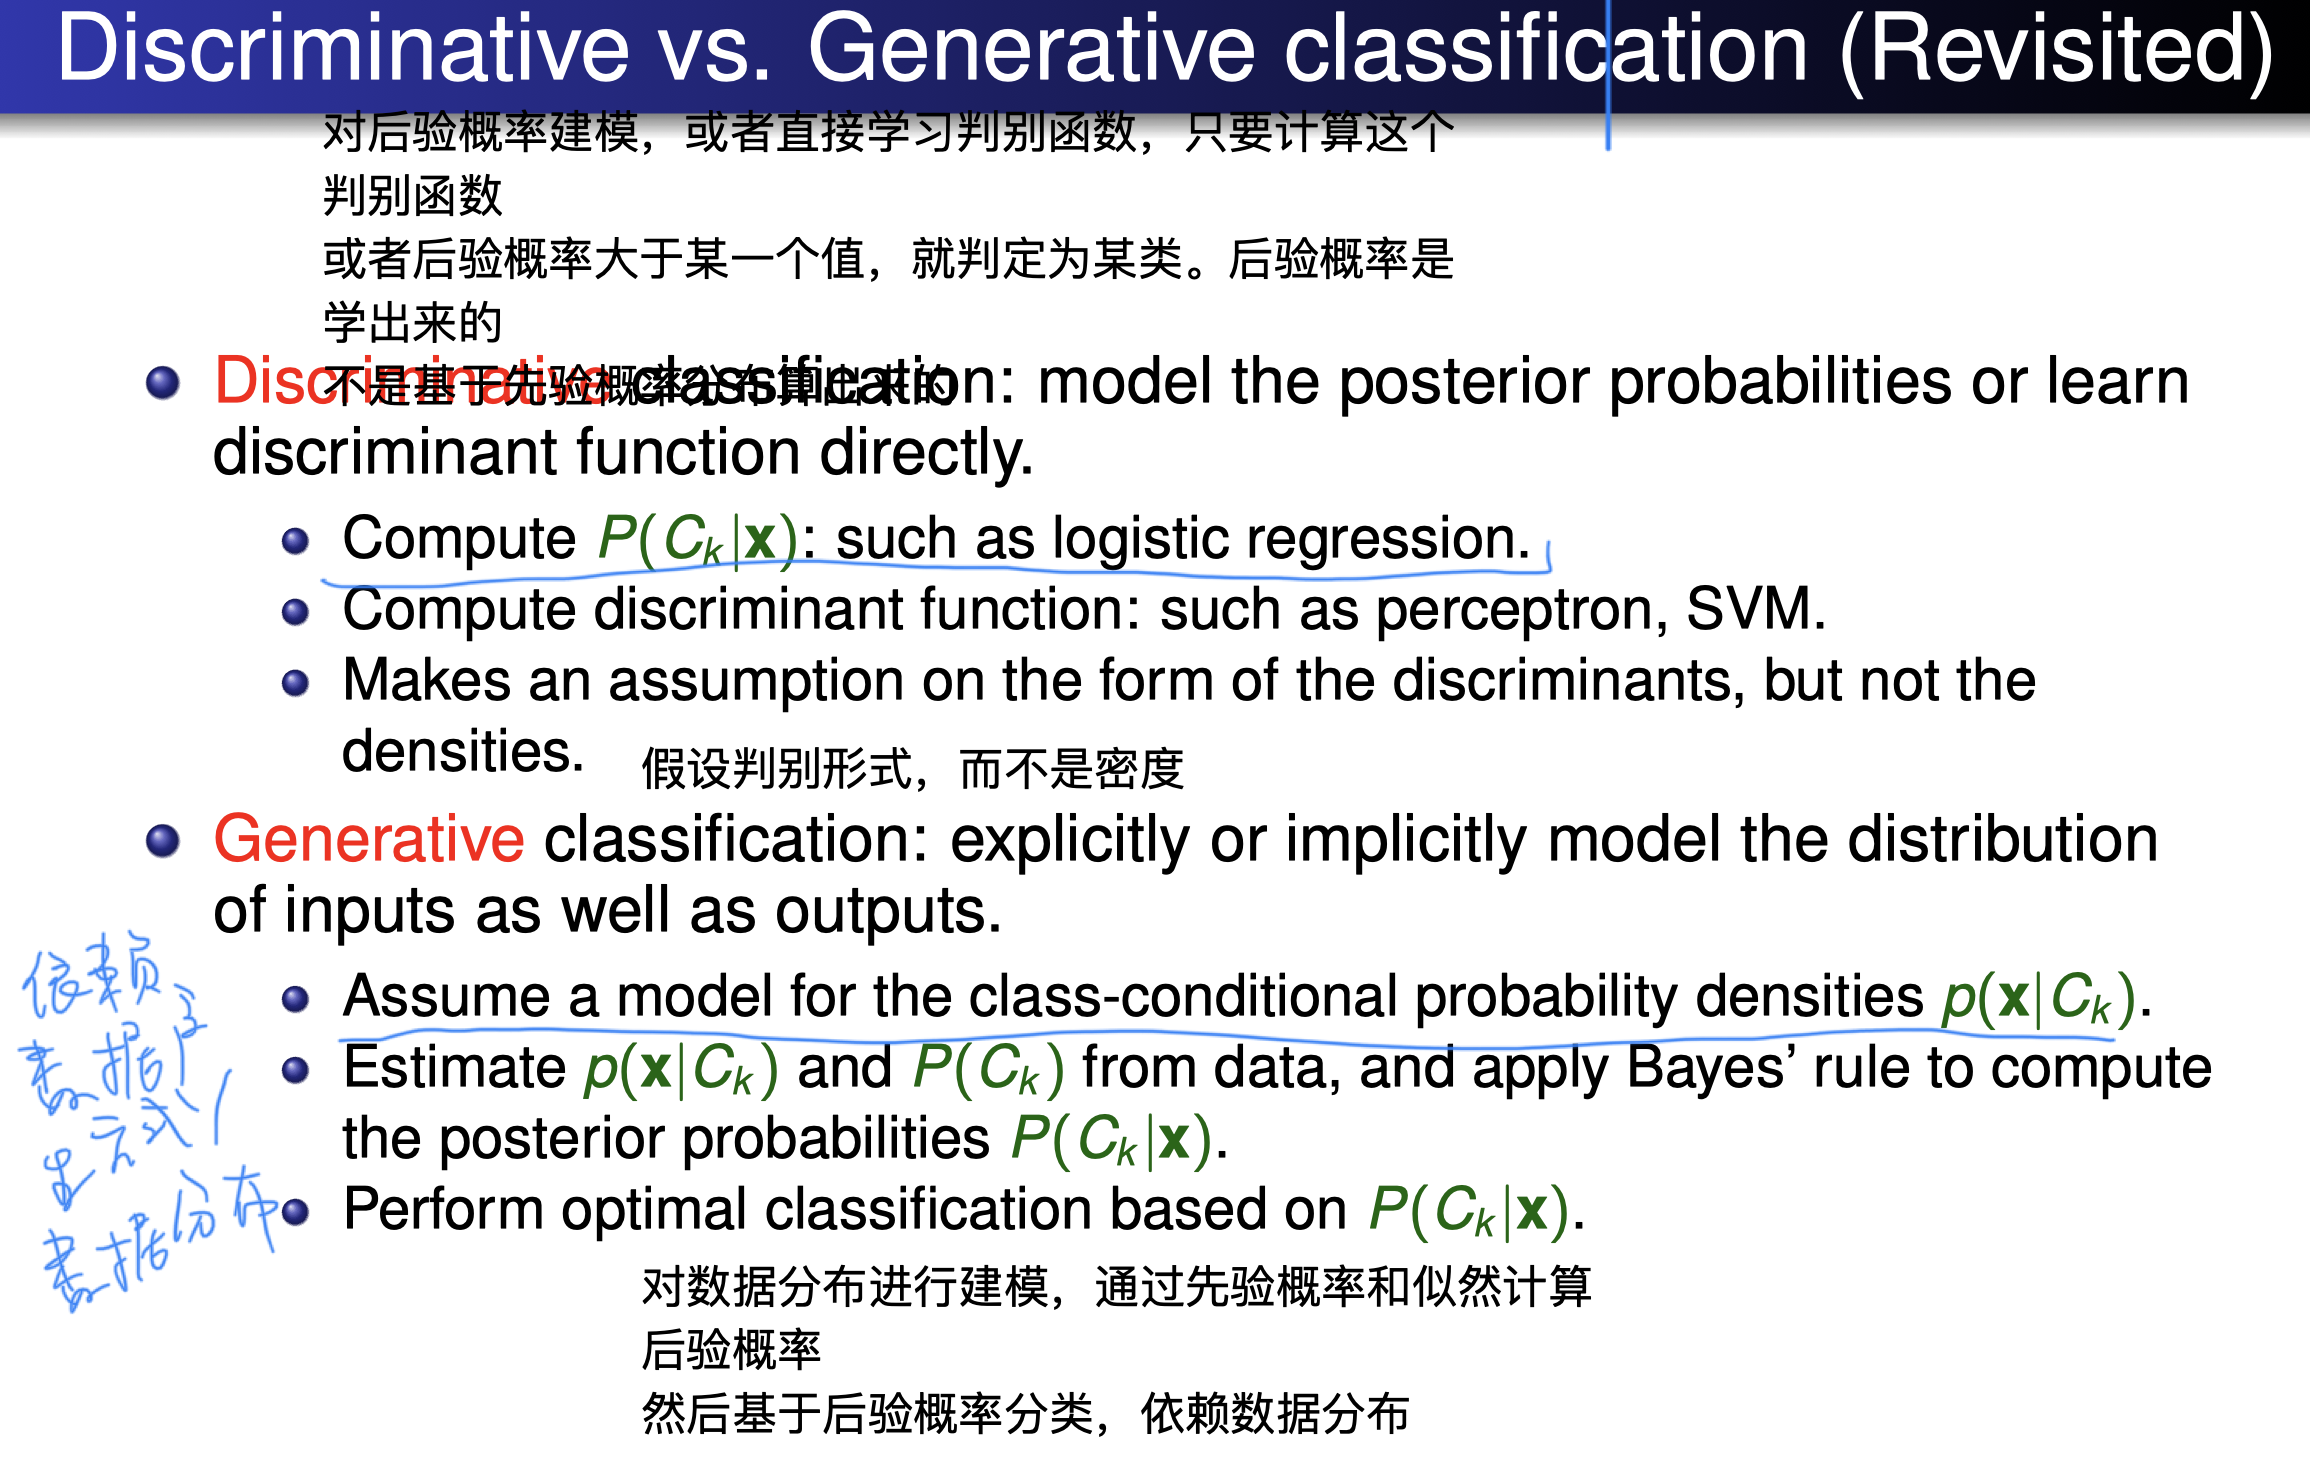 Discriminative vs. Generative classification (Revisited)
对后验概率建模，或者直接学习判别函数，只要计算这个
判别函数
或者后验概率大于某一个值，就判定为某类。后验概率是
学出来的
不是基于先验概率分布算出来的
Discriminative classification: model the posterior probabilities or learn
discriminant function directly.
Compute P(C_k|x): such as logistic regression.
Compute discriminant function: such as perceptron, SVM.
Makes an assumption on the form of the discriminants, but not the
densities.
假设判别形式，而不是密度
Generative classification: explicitly or implicitly model the distribution
of inputs as well as outputs.
Assume a model for the class-conditional probability densities p(x|C_k).
Estimate p(x|C_k) and P(C_k) from data, and apply Bayes’ rule to compute
the posterior probabilities P(C_k|x).
Perform optimal classification based on P(C_k|x).
依赖
数据
方式
数据分布
对数据分布进行建模，通过先验概率和似然计算
后验概率
然后基于后验概率分类，依赖数据分布